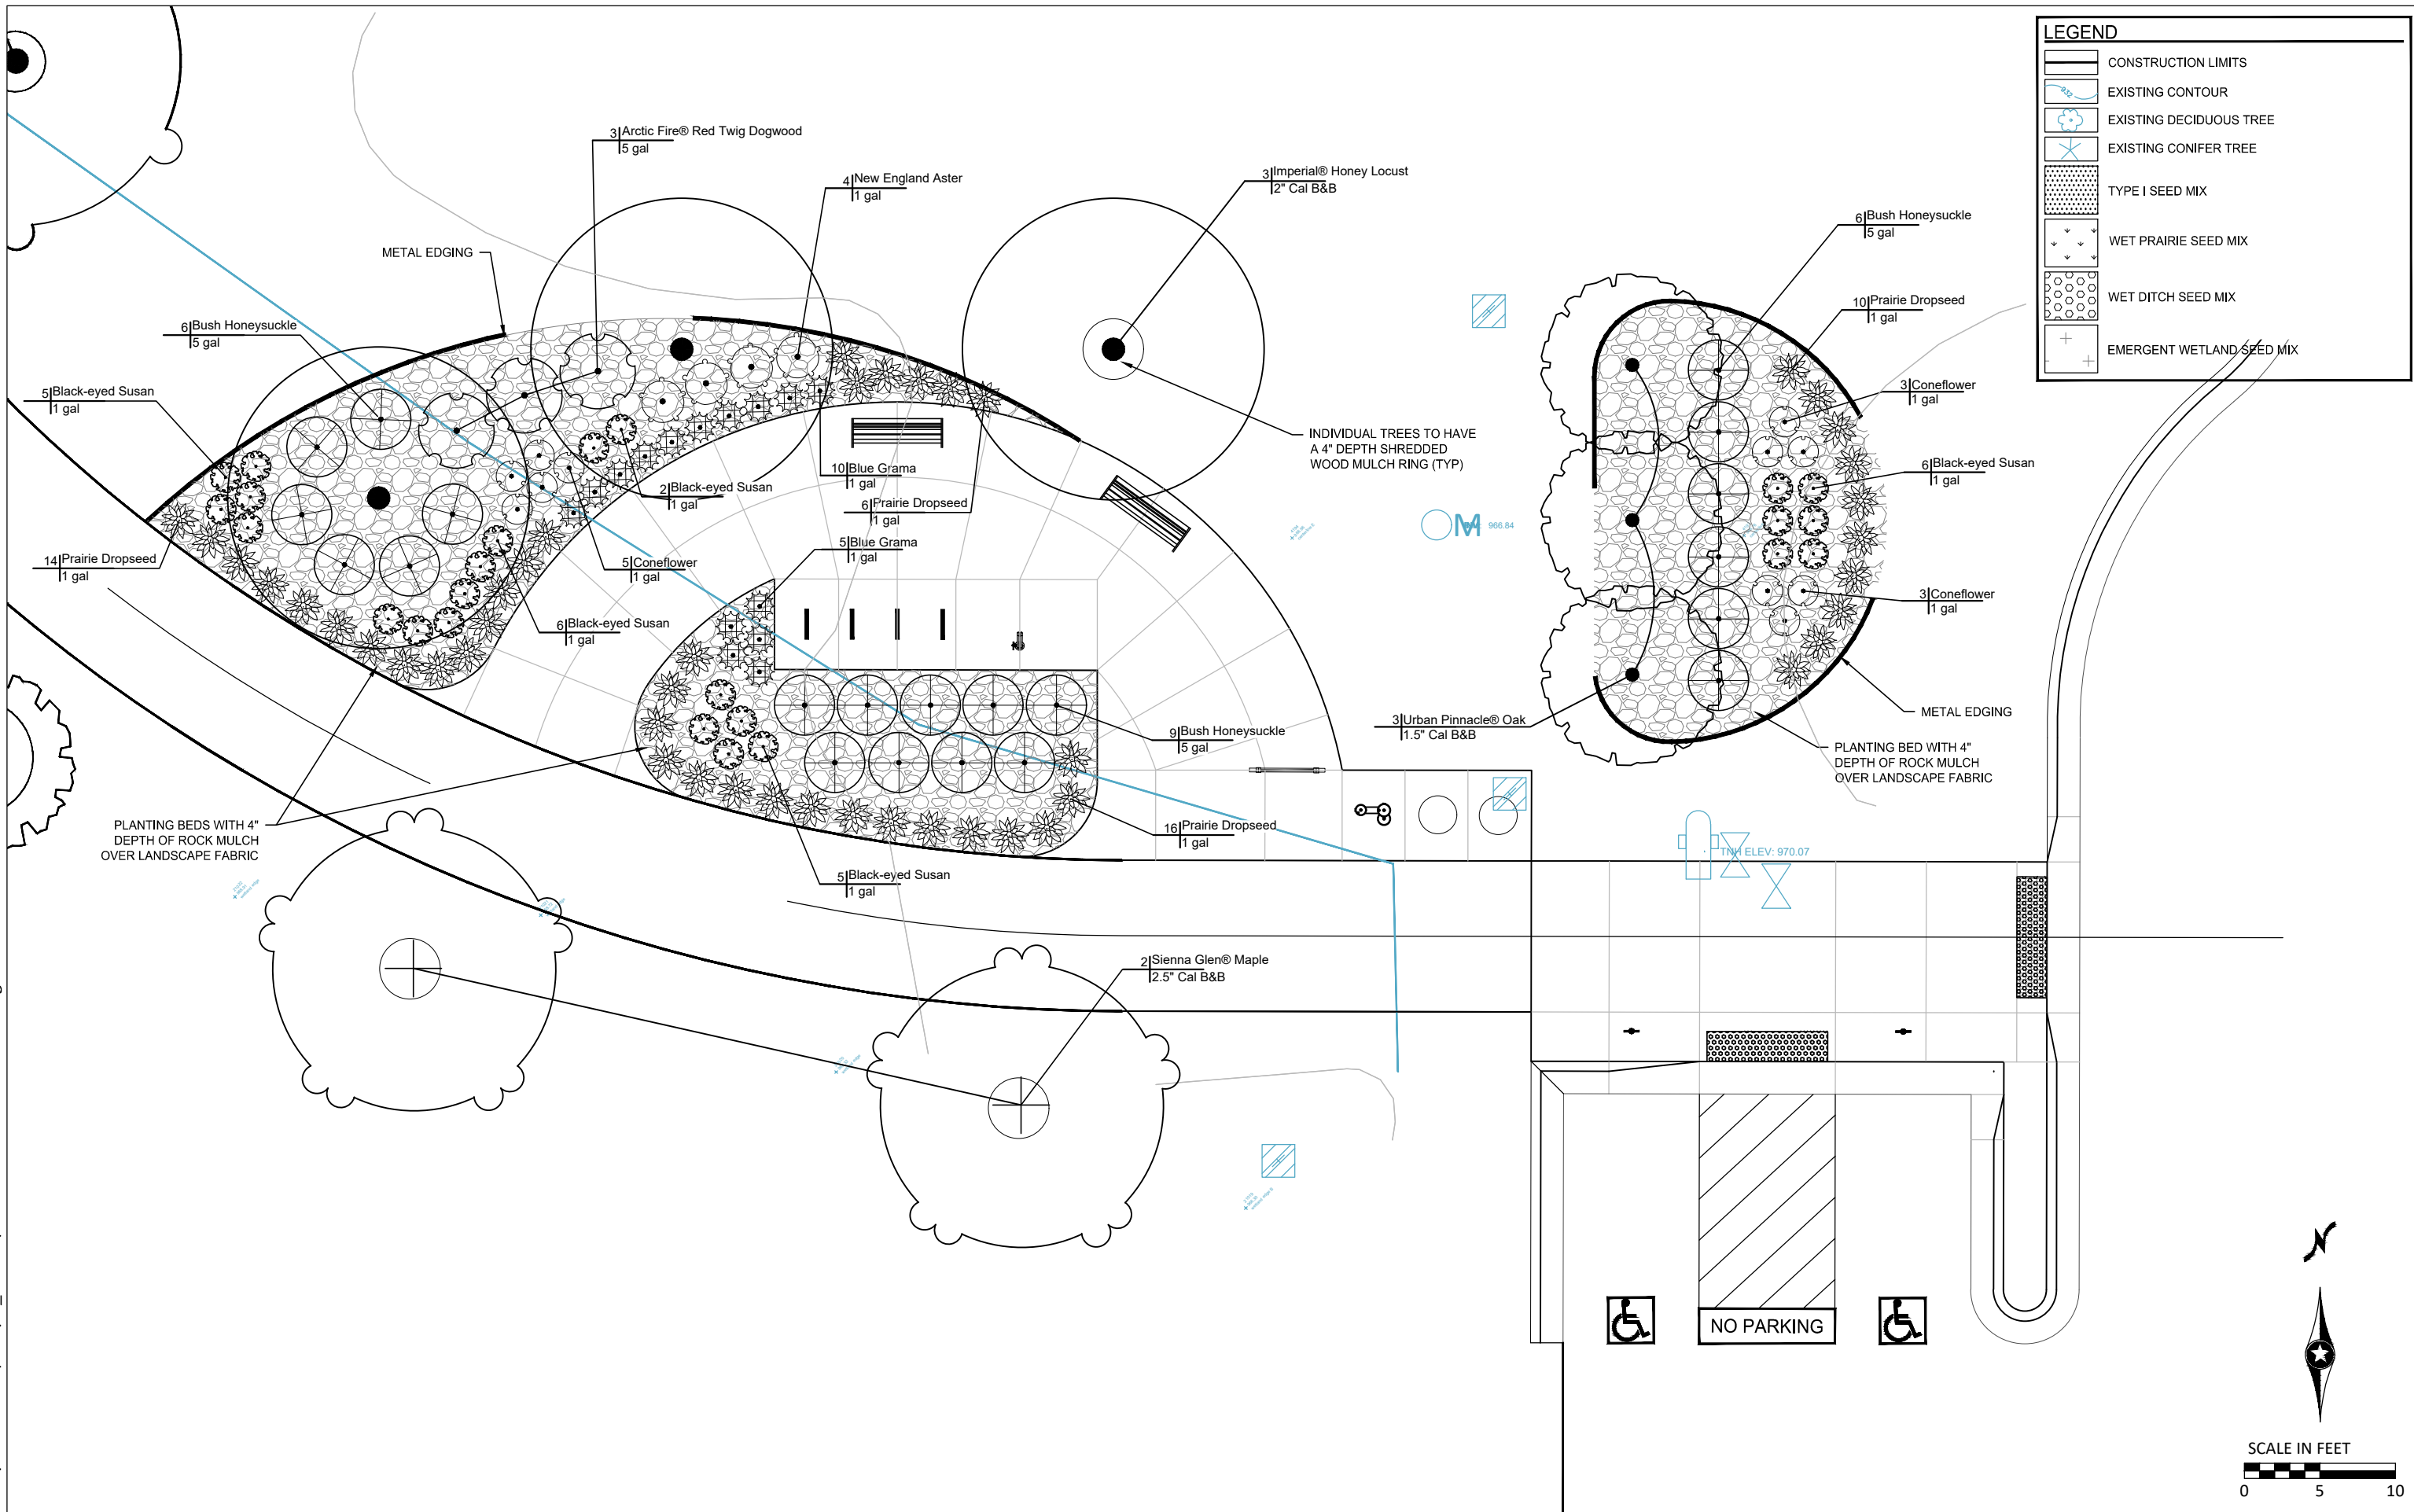 LEGEND
CONSTRUCTION LIMITS
932
EXISTING CONTOUR
EXISTING DECIDUOUS TREE
EXISTING CONIFER TREE
TYPE I SEED MIX
WET PRAIRIE SEED MIX
WET DITCH SEED MIX
EMERGENT WETLAND SEED MIX
3 Arctic Fire® Red Twig Dogwood
5 gal
4 New England Aster
1 gal
3 Imperial® Honey Locust
2" Cal B&B
6 Bush Honeysuckle
5 gal
METAL EDGING
10 Prairie Dropseed
1 gal
6 Bush Honeysuckle
5 gal
5 Black-eyed Susan
1 gal
3 Coneflower
1 gal
INDIVIDUAL TREES TO HAVE
A 4" DEPTH SHREDDED
WOOD MULCH RING (TYP)
10 Blue Grama
1 gal
2 Black-eyed Susan
1 gal
6 Prairie Dropseed
1 gal
6 Black-eyed Susan
1 gal
M
966.84
5 Blue Grama
1 gal
14 Prairie Dropseed
1 gal
5 Coneflower
1 gal
3 Coneflower
1 gal
6 Black-eyed Susan
1 gal
3 Urban Pinnacle® Oak
1.5" Cal B&B
METAL EDGING
9 Bush Honeysuckle
5 gal
PLANTING BED WITH 4"
DEPTH OF ROCK MULCH
OVER LANDSCAPE FABRIC
PLANTING BEDS WITH 4"
DEPTH OF ROCK MULCH
OVER LANDSCAPE FABRIC
16 Prairie Dropseed
1 gal
TNH ELEV: 970.07
5 Black-eyed Susan
1 gal
2 Sienna Glen® Maple
2.5" Cal B&B
NO PARKING
N
SCALE IN FEET
0 5 10